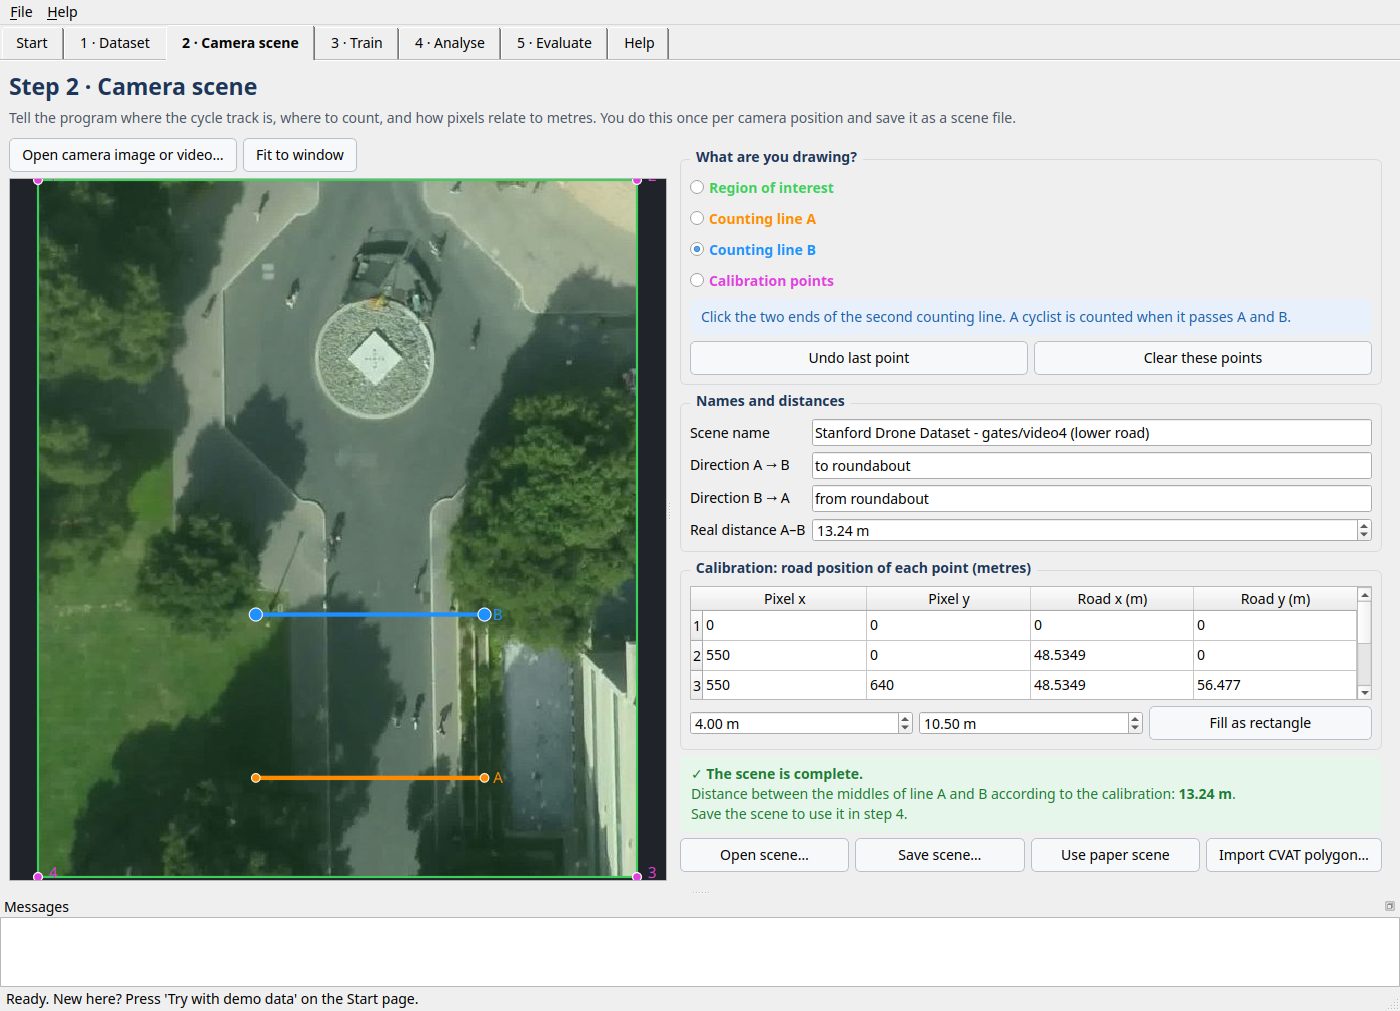 File Help
Start 1 · Dataset 2 · Camera scene 3 · Train 4 · Analyse 5 · Evaluate Help
Step 2 · Camera scene
Tell the program where the cycle track is, where to count, and how pixels relate to metres. You do this once per camera position and save it as a scene file.
Open camera image or video... Fit to window
B
A
4 3
What are you drawing?
Region of interest
Counting line A
Counting line B
Calibration points
Click the two ends of the second counting line. A cyclist is counted when it passes A and B.
Undo last point Clear these points
Names and distances
Scene name Stanford Drone Dataset - gates/video4 (lower road)
Direction A → B to roundabout
Direction B → A from roundabout
Real distance A–B 13.24 m
Calibration: road position of each point (metres)
Pixel x Pixel y Road x (m) Road y (m)
1 0 0 0 0
2 550 0 48.5349 0
3 550 640 48.5349 56.477
4.00 m 10.50 m Fill as rectangle
✓ The scene is complete.
Distance between the middles of line A and B according to the calibration: 13.24 m.
Save the scene to use it in step 4.
Open scene... Save scene... Use paper scene Import CVAT polygon...
Messages
Ready. New here? Press 'Try with demo data' on the Start page.